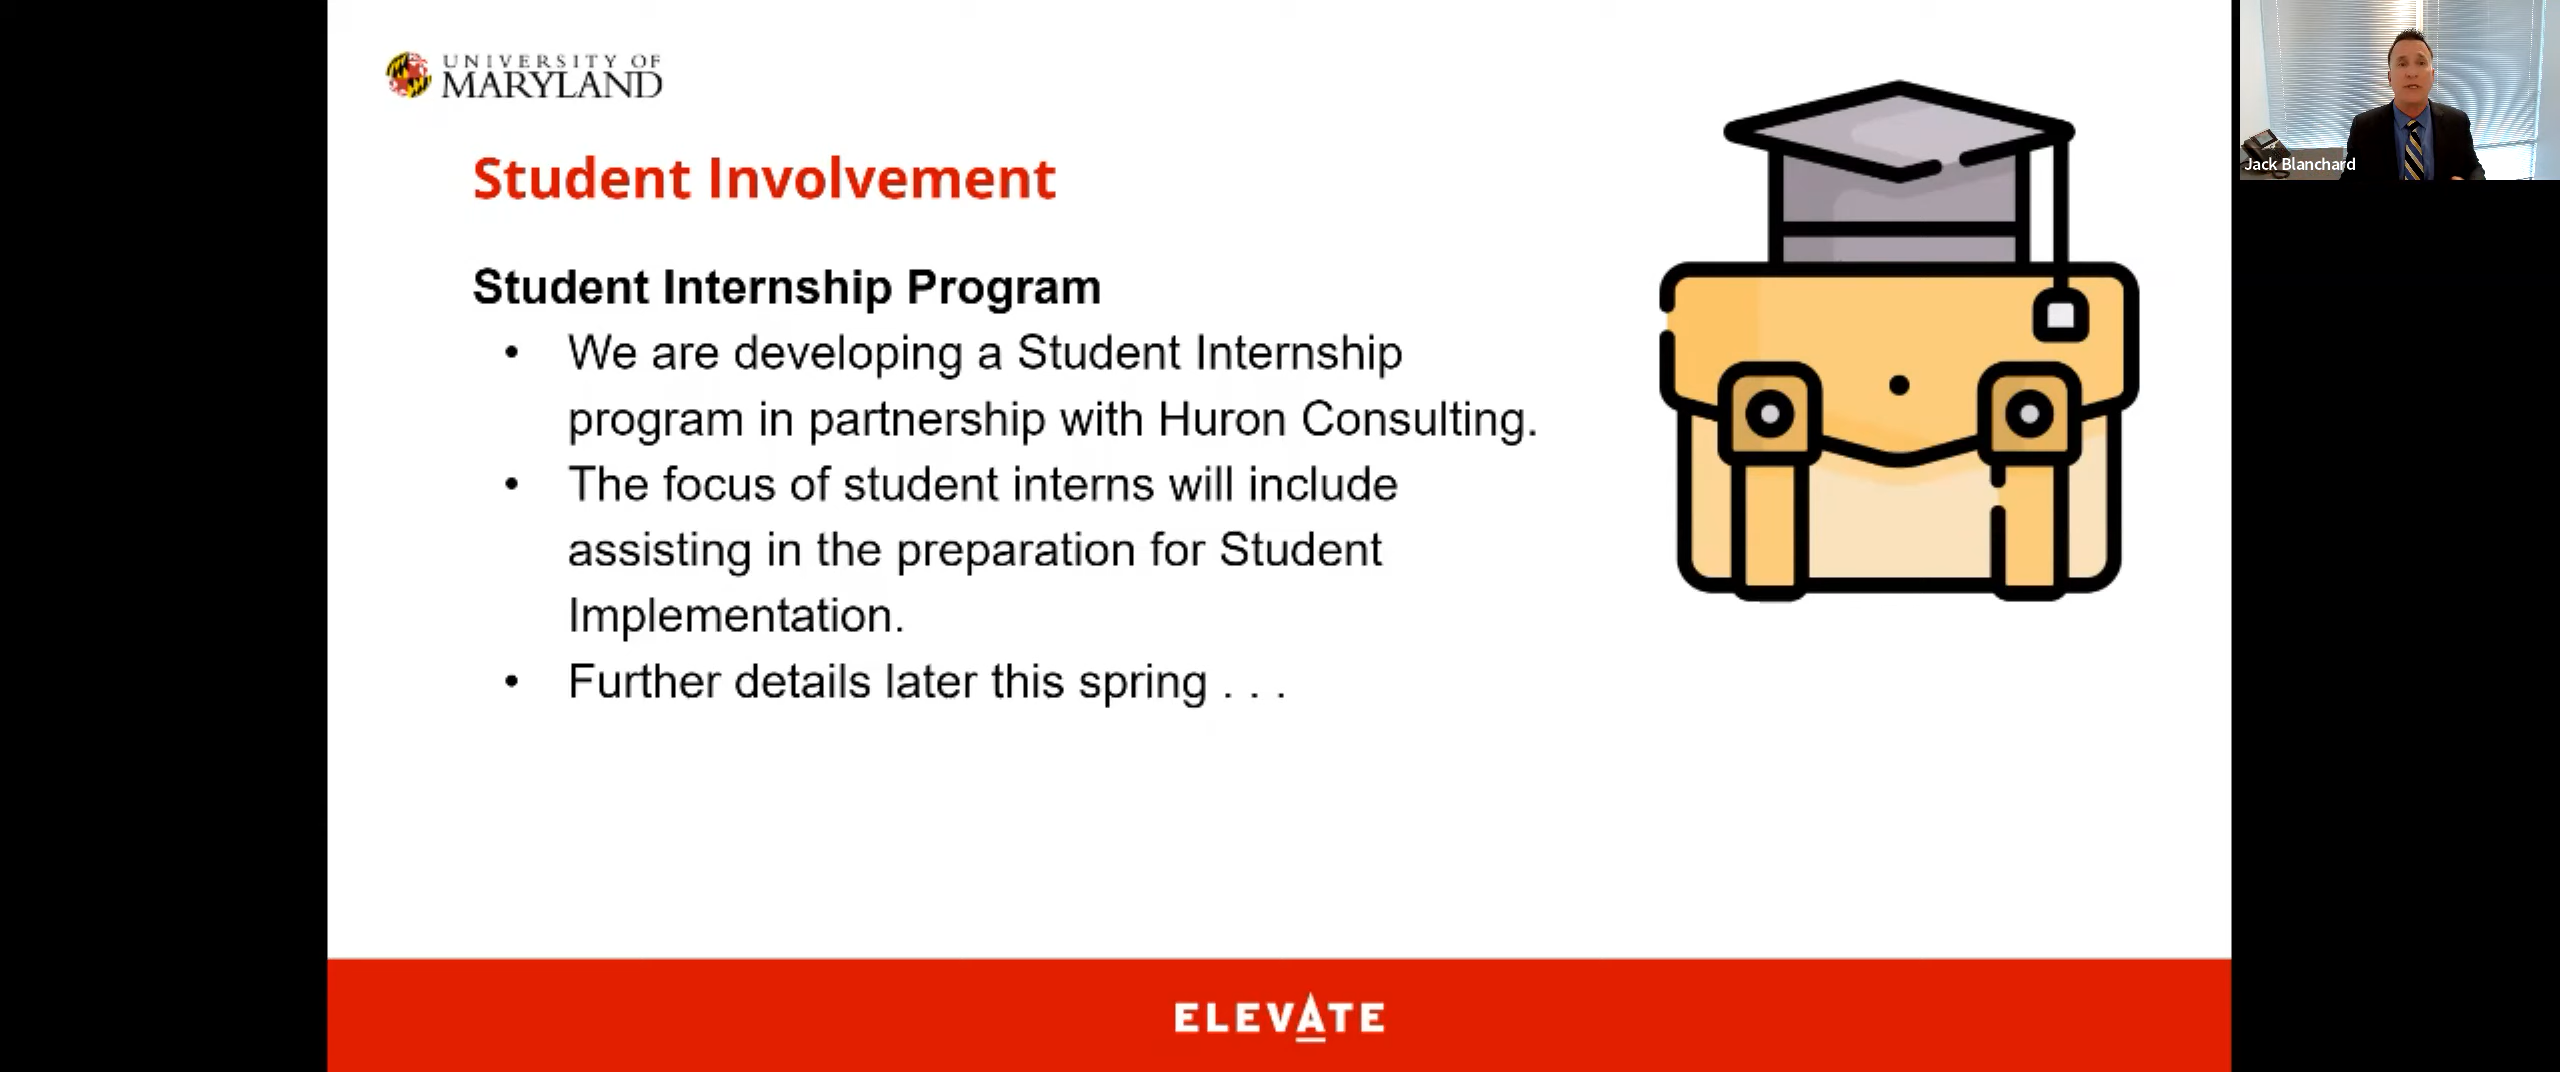 UNIVERSITY OF
MARYLAND
Student Involvement
Student Internship Program
• We are developing a Student Internship
program in partnership with Huron Consulting.
• The focus of student interns will include
assisting in the preparation for Student
Implementation.
• Further details later this spring . . .
ELEVATE
Jack Blanchard